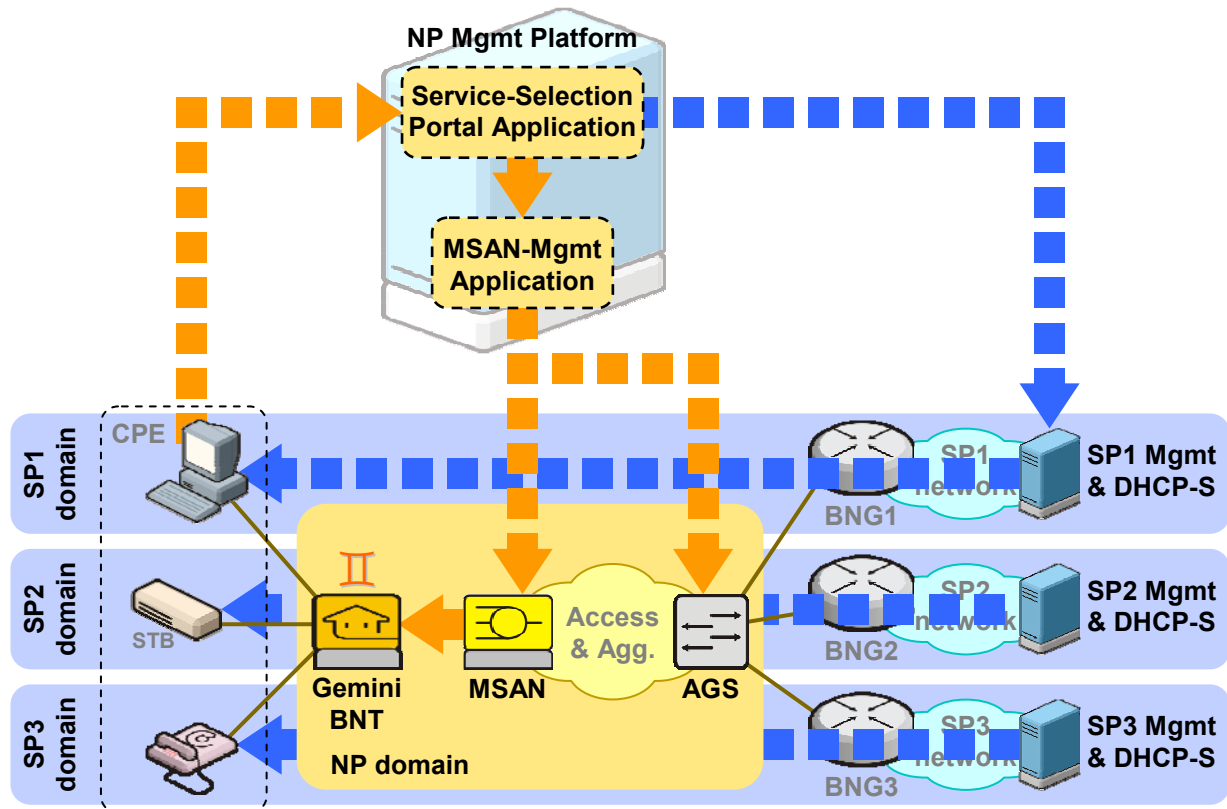 NP Mgmt Platform
Service-Selection
Portal Application
MSAN-Mgmt
Application
SP1
domain
CPE
BNG1
SP1
network
SP1 Mgmt
& DHCP-S
SP2
domain
STB
Gemini
BNT
MSAN
Access
& Agg.
AGS
BNG2
SP2
network
SP2 Mgmt
& DHCP-S
SP3
domain
NP domain
BNG3
SP3
network
SP3 Mgmt
& DHCP-S